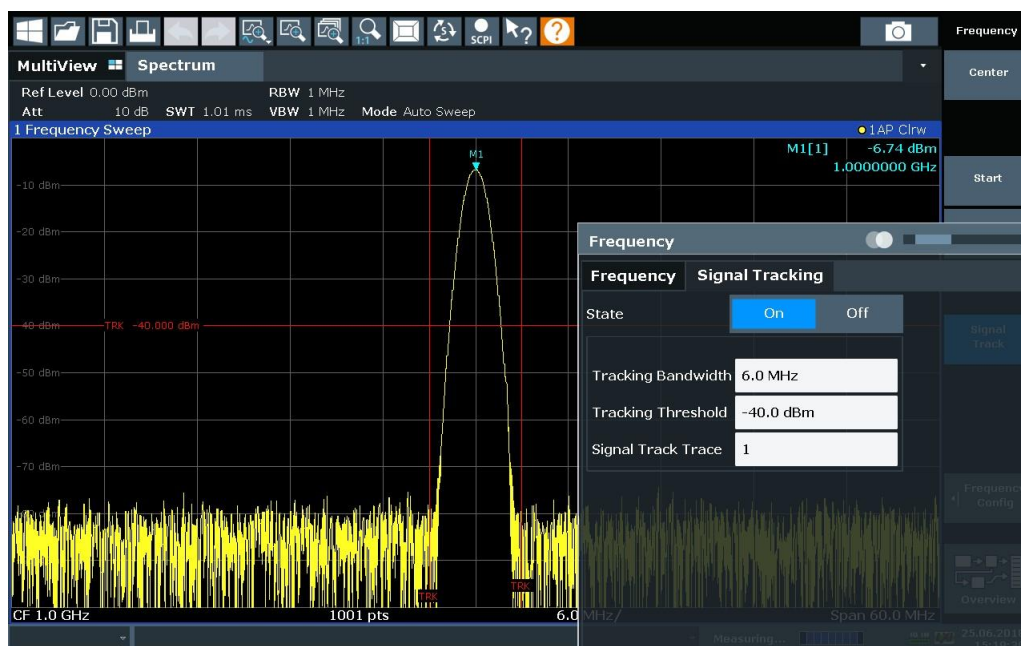 1:1
SCPI
Frequency
MultiView
Spectrum
Center
Ref Level 0.00 dBm RBW 1 MHz
Att 10 dB SWT 1.01 ms VBW 1 MHz Mode Auto Sweep
1 Frequency Sweep
1AP Clrw
M1
M1[1] -6.74 dBm
1.0000000 GHz
Start
-10 dBm
-20 dBm
-30 dBm
-40 dBm
TRK -40.000 dBm
-50 dBm
-60 dBm
-70 dBm
Frequency
Frequency
Signal Tracking
State
On
Off
Tracking Bandwidth 6.0 MHz
Tracking Threshold -40.0 dBm
Signal Track Trace 1
Signal
Track
Frequency
Config
Overview
TRK
TRK
CF 1.0 GHz 1001 pts 6.0 MHz/ Span 60.0 MHz
Measuring...